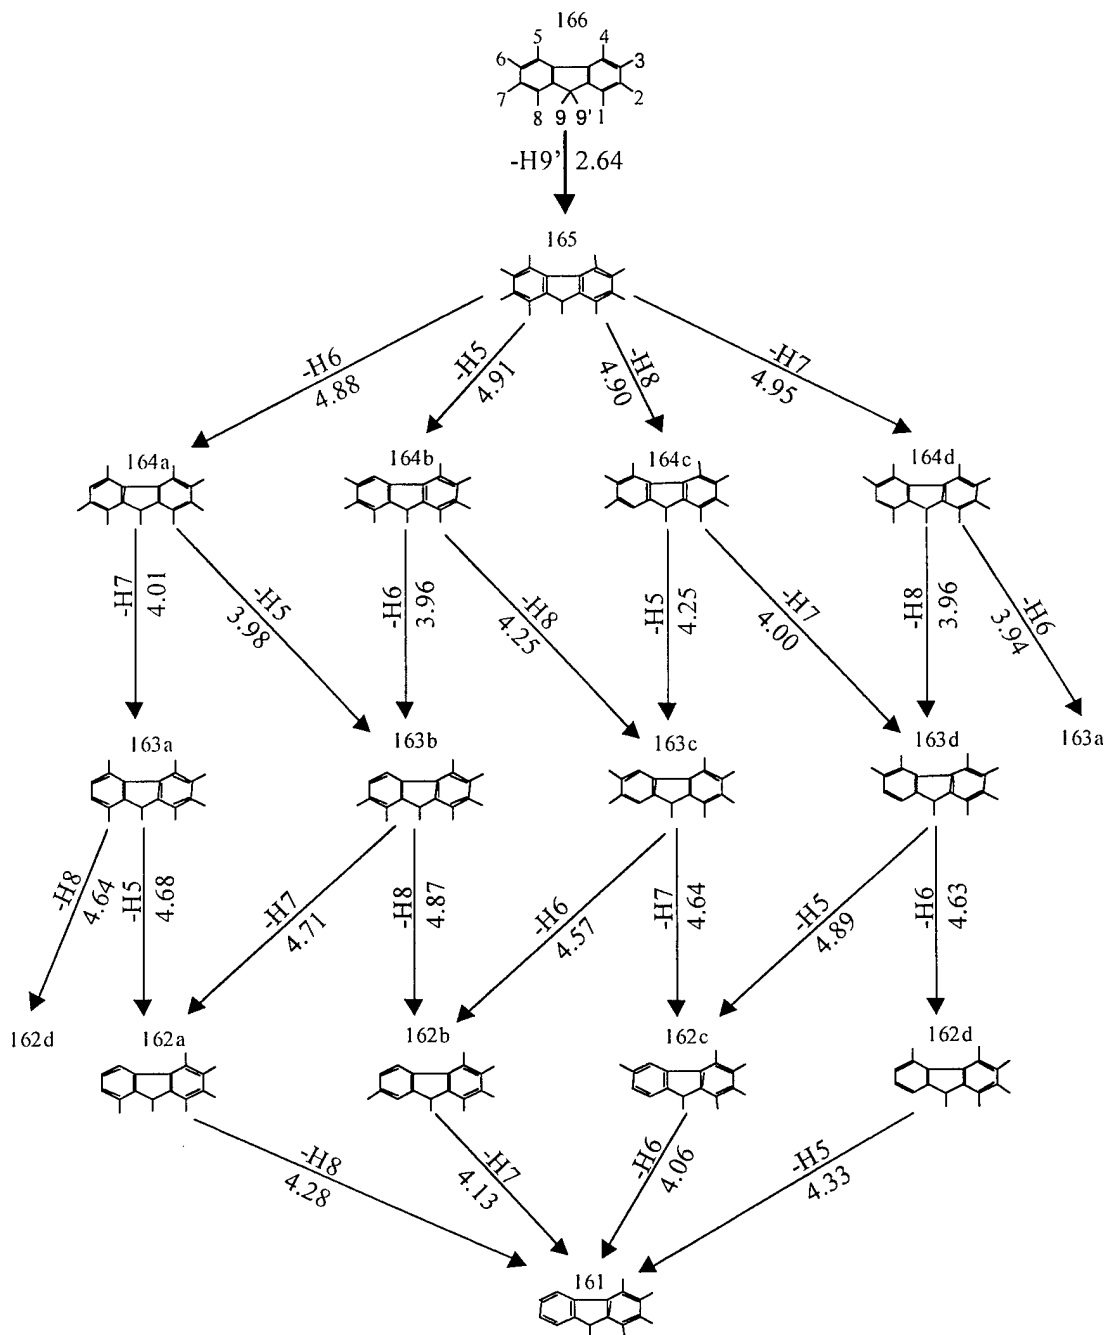 166
5 4
6 3
7 2
8 9 9' 1
-H9' 2.64
165
-H6 4.88
-H5 4.91
-H8 4.90
-H7 4.95
164a 164b 164c 164d
-H7 4.01
-H5 3.98
-H6 3.96
-H8 4.25
-H5 4.25
-H7 4.00
-H8 3.96
-H6 3.94
163a 163b 163c 163d 163a
-H8 4.64
-H5 4.68
-H7 4.71
-H8 4.87
-H6 4.57
-H7 4.64
-H5 4.89
-H6 4.63
162d 162a 162b 162c 162d
-H8 4.28
-H7 4.13
-H6 4.06
-H5 4.33
161